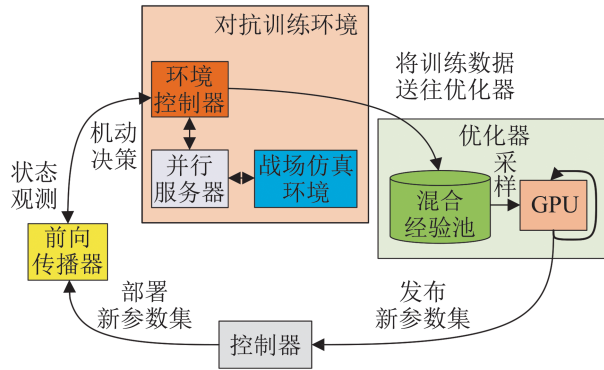 对抗训练环境
环境
控制器
将训练数据
送往优化器
机动
决策
并行
服务器
战场仿真
环境
状态
观测
优化器
采
样
混合
经验池
GPU
前向
传播器
部署
新参数集
发布
新参数集
控制器